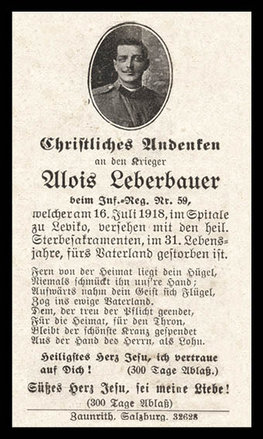 Christliches Andenken
an den Krieger
Alois Leberbauer
beim Inf.-Reg. Nr. 59,
welcher am 16. Juli 1918, im Spitale
zu Leviko, versehen mit den heil.
Sterbesakramenten, im 31. Lebens-
jahre, fürs Vaterland gestorben ist.
Fern von der Heimat liegt dein Hügel,
Niemals schmückt ihn unsre Hand;
Aufwärts nahm dein Geist sich Flügel,
Zog ins ewige Vaterland.
Dem, der treu der Pflicht geendet,
Für die Heimat, für den Thron,
Bleibt der schönste Kranz gespendet
Aus der Hand des Herrn, als Lohn.
Heiligstes Herz Jesu, ich vertraue
auf Dich! (300 Tage Ablaß.)
Süßes Herz Jesu, sei meine Liebe!
(300 Tage Ablaß)
Zaunrith, Salzburg. 32628